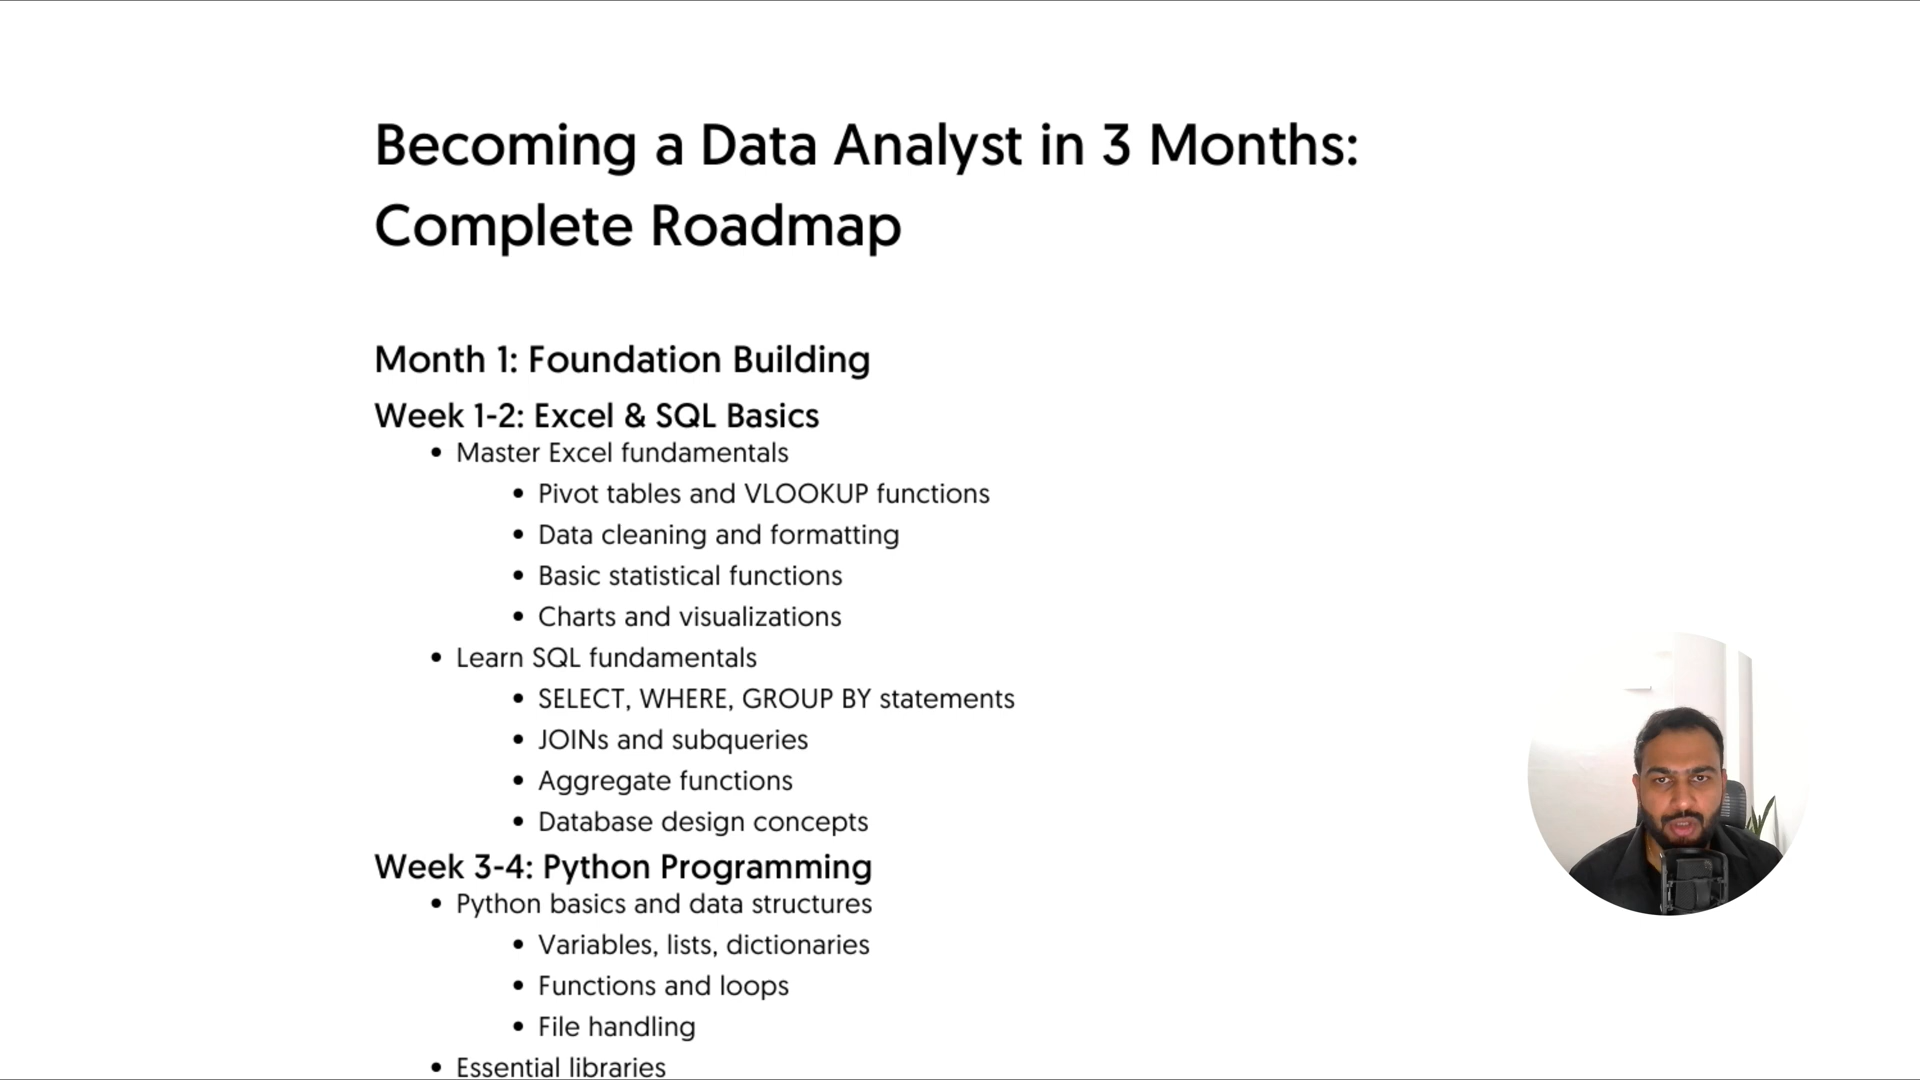 Becoming a Data Analyst in 3 Months:
Complete Roadmap
Month 1: Foundation Building
Week 1-2: Excel & SQL Basics
• Master Excel fundamentals
• Pivot tables and VLOOKUP functions
• Data cleaning and formatting
• Basic statistical functions
• Charts and visualizations
• Learn SQL fundamentals
• SELECT, WHERE, GROUP BY statements
• JOINs and subqueries
• Aggregate functions
• Database design concepts
Week 3-4: Python Programming
• Python basics and data structures
• Variables, lists, dictionaries
• Functions and loops
• File handling
• Essential libraries